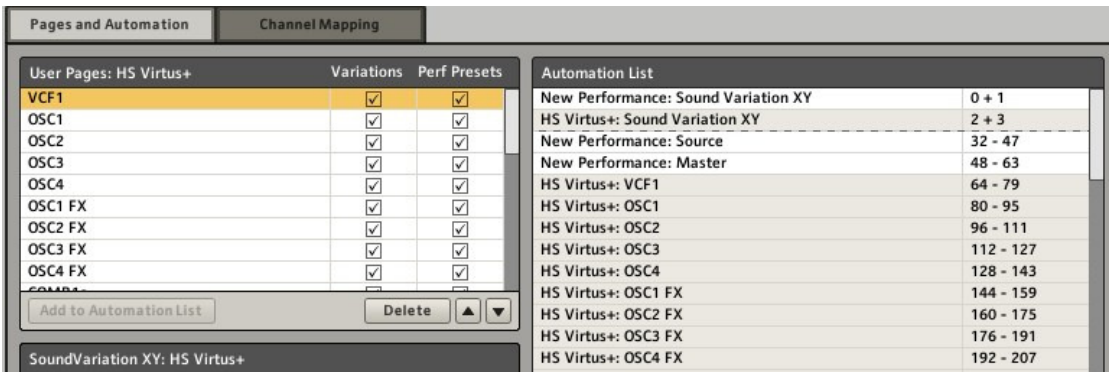 Pages and Automation
Channel Mapping
User Pages: HS Virtus+ Variations Perf Presets
VCF1
OSC1
OSC2
OSC3
OSC4
OSC1 FX
OSC2 FX
OSC3 FX
OSC4 FX
Add to Automation List Delete
SoundVariation XY: HS Virtus+
Automation List
New Performance: Sound Variation XY 0 + 1
HS Virtus+: Sound Variation XY 2 + 3
New Performance: Source 32 - 47
New Performance: Master 48 - 63
HS Virtus+: VCF1 64 - 79
HS Virtus+: OSC1 80 - 95
HS Virtus+: OSC2 96 - 111
HS Virtus+: OSC3 112 - 127
HS Virtus+: OSC4 128 - 143
HS Virtus+: OSC1 FX 144 - 159
HS Virtus+: OSC2 FX 160 - 175
HS Virtus+: OSC3 FX 176 - 191
HS Virtus+: OSC4 FX 192 - 207